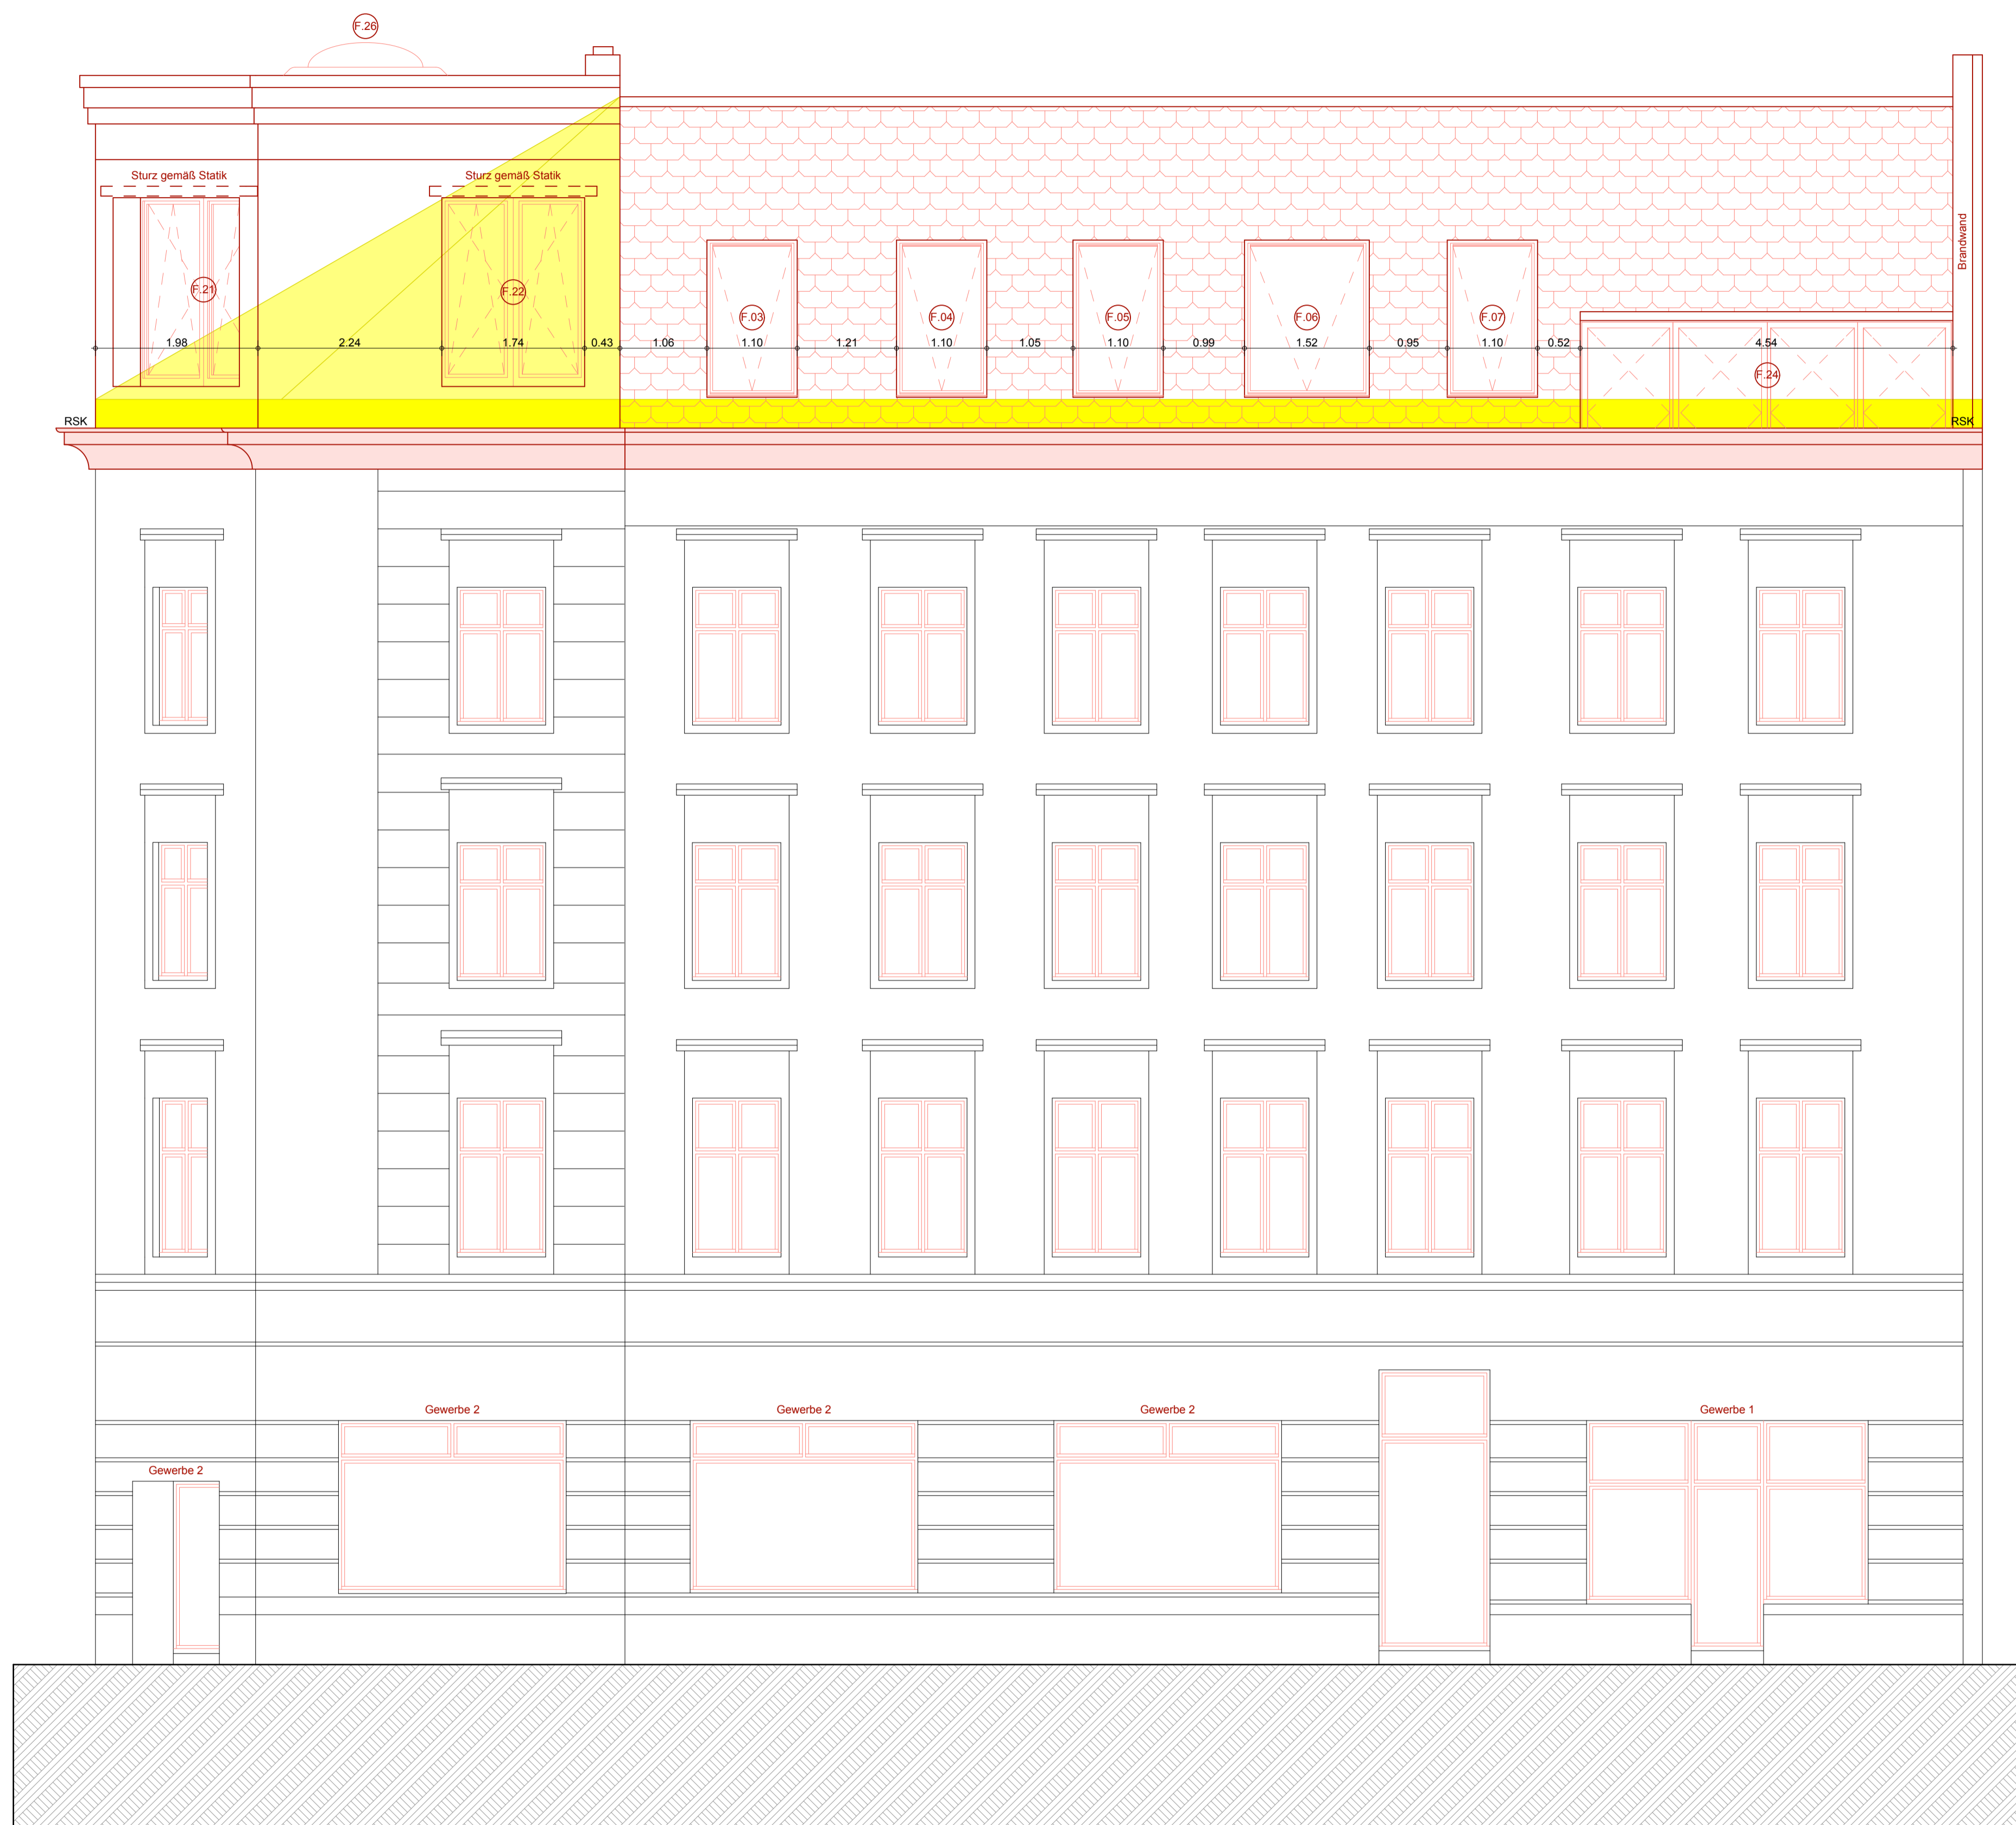 F.26
Sturz gemäß Statik
Sturz gemäß Statik
Brandwand
F.21
F.22
F.03
F.04
F.05
F.06
F.07
1.98
2.24
1.74
0.43
1.06
1.10
1.21
1.10
1.05
1.10
0.99
1.52
0.95
1.10
0.52
4.54
F.24
RSK
RSK
Gewerbe 2
Gewerbe 2
Gewerbe 2
Gewerbe 1
Gewerbe 2